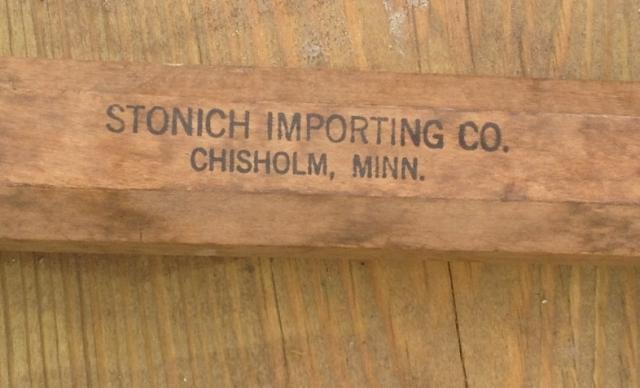 STONICH IMPORTING CO.
CHISHOLM, MINN.